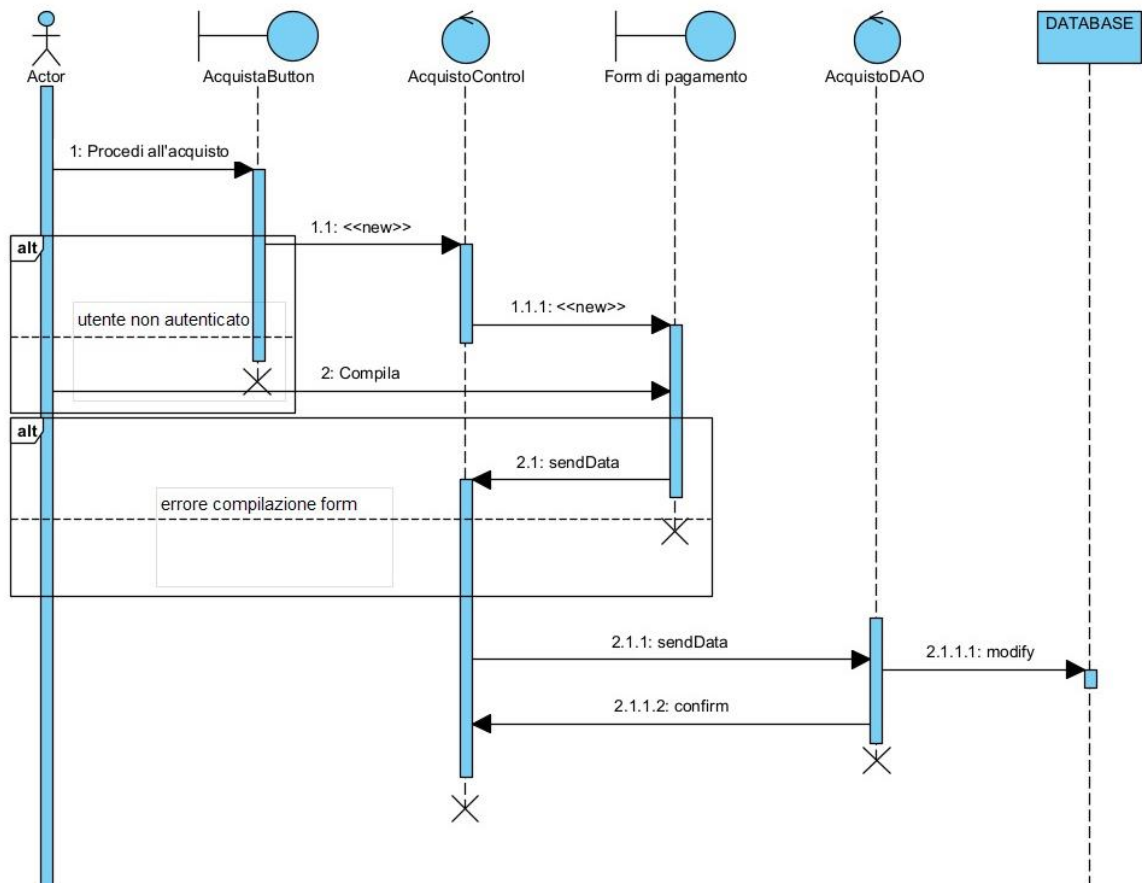 Actor
AcquistaButton
AcquistoControl
Form di pagamento
AcquistoDAO
DATABASE
1: Procedi all'acquisto
1.1: <<new>>
alt
1.1.1: <<new>>
utente non autenticato
2: Compila
alt
2.1: sendData
errore compilazione form
2.1.1: sendData
2.1.1.1: modify
2.1.1.2: confirm